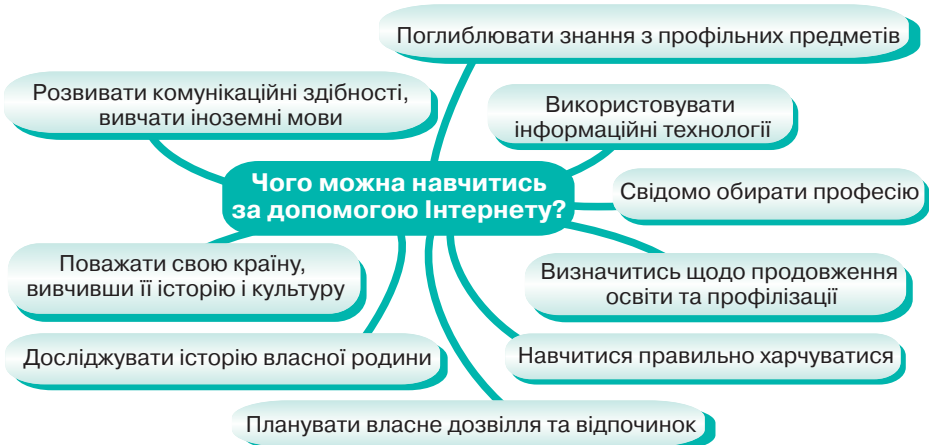 Поглиблювати знання з профільних предметів
Розвивати комунікаційні здібності,
вивчати іноземні мови
Використовувати
інформаційні технології
Чого можна навчитись
за допомогою Інтернету?
Свідомо обирати професію
Поважати свою країну,
вивчивши її історію і культуру
Визначитись щодо продовження
освіти та профілізації
Досліджувати історію власної родини
Навчитися правильно харчуватися
Планувати власне дозвілля та відпочинок